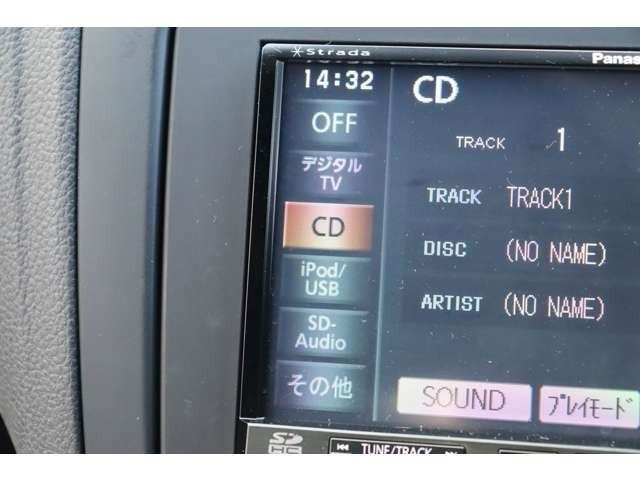 Strada
Panas
14:32
CD
OFF
TRACK 1
デジタル
TV
TRACK TRACK1
CD
DISC (NO NAME)
iPod/
USB
ARTIST (NO NAME)
SD-
Audio
その他
SOUND
プレイモード
SD
HC
TUNE/TRACK